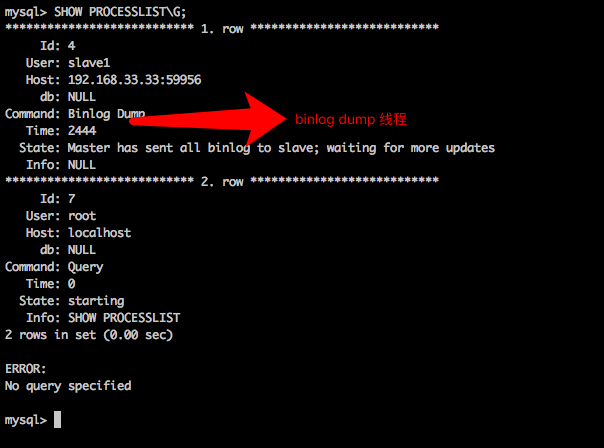 mysql> SHOW PROCESSLIST\G;
*************************** 1. row ***************************
Id: 4
User: slave1
Host: 192.168.33.33:59956
db: NULL
Command: Binlog Dump
binlog dump 线程
Time: 2444
State: Master has sent all binlog to slave; waiting for more updates
Info: NULL
*************************** 2. row ***************************
Id: 7
User: root
Host: localhost
db: NULL
Command: Query
Time: 0
State: starting
Info: SHOW PROCESSLIST
2 rows in set (0.00 sec)
ERROR:
No query specified
mysql>